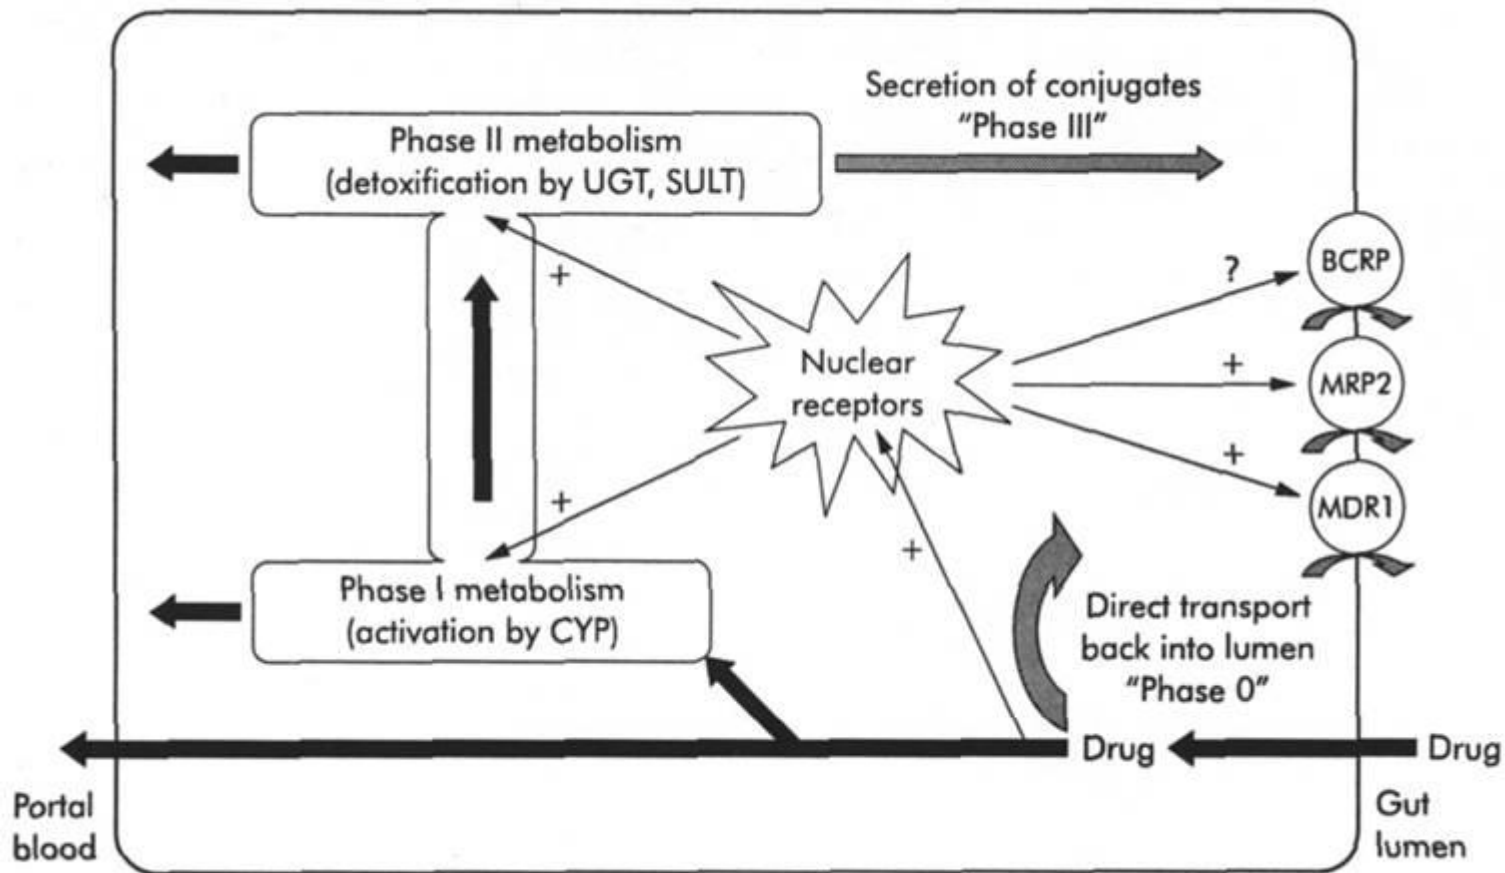 Secretion of conjugates
"Phase III"
Phase II metabolism
(detoxification by UGT, SULT)
+
?
BCRP
Nuclear
receptors
+
MRP2
+
MDR1
+
+
Phase I metabolism
(activation by CYP)
Direct transport
back into lumen
"Phase 0"
Drug
Drug
Portal
blood
Gut
lumen